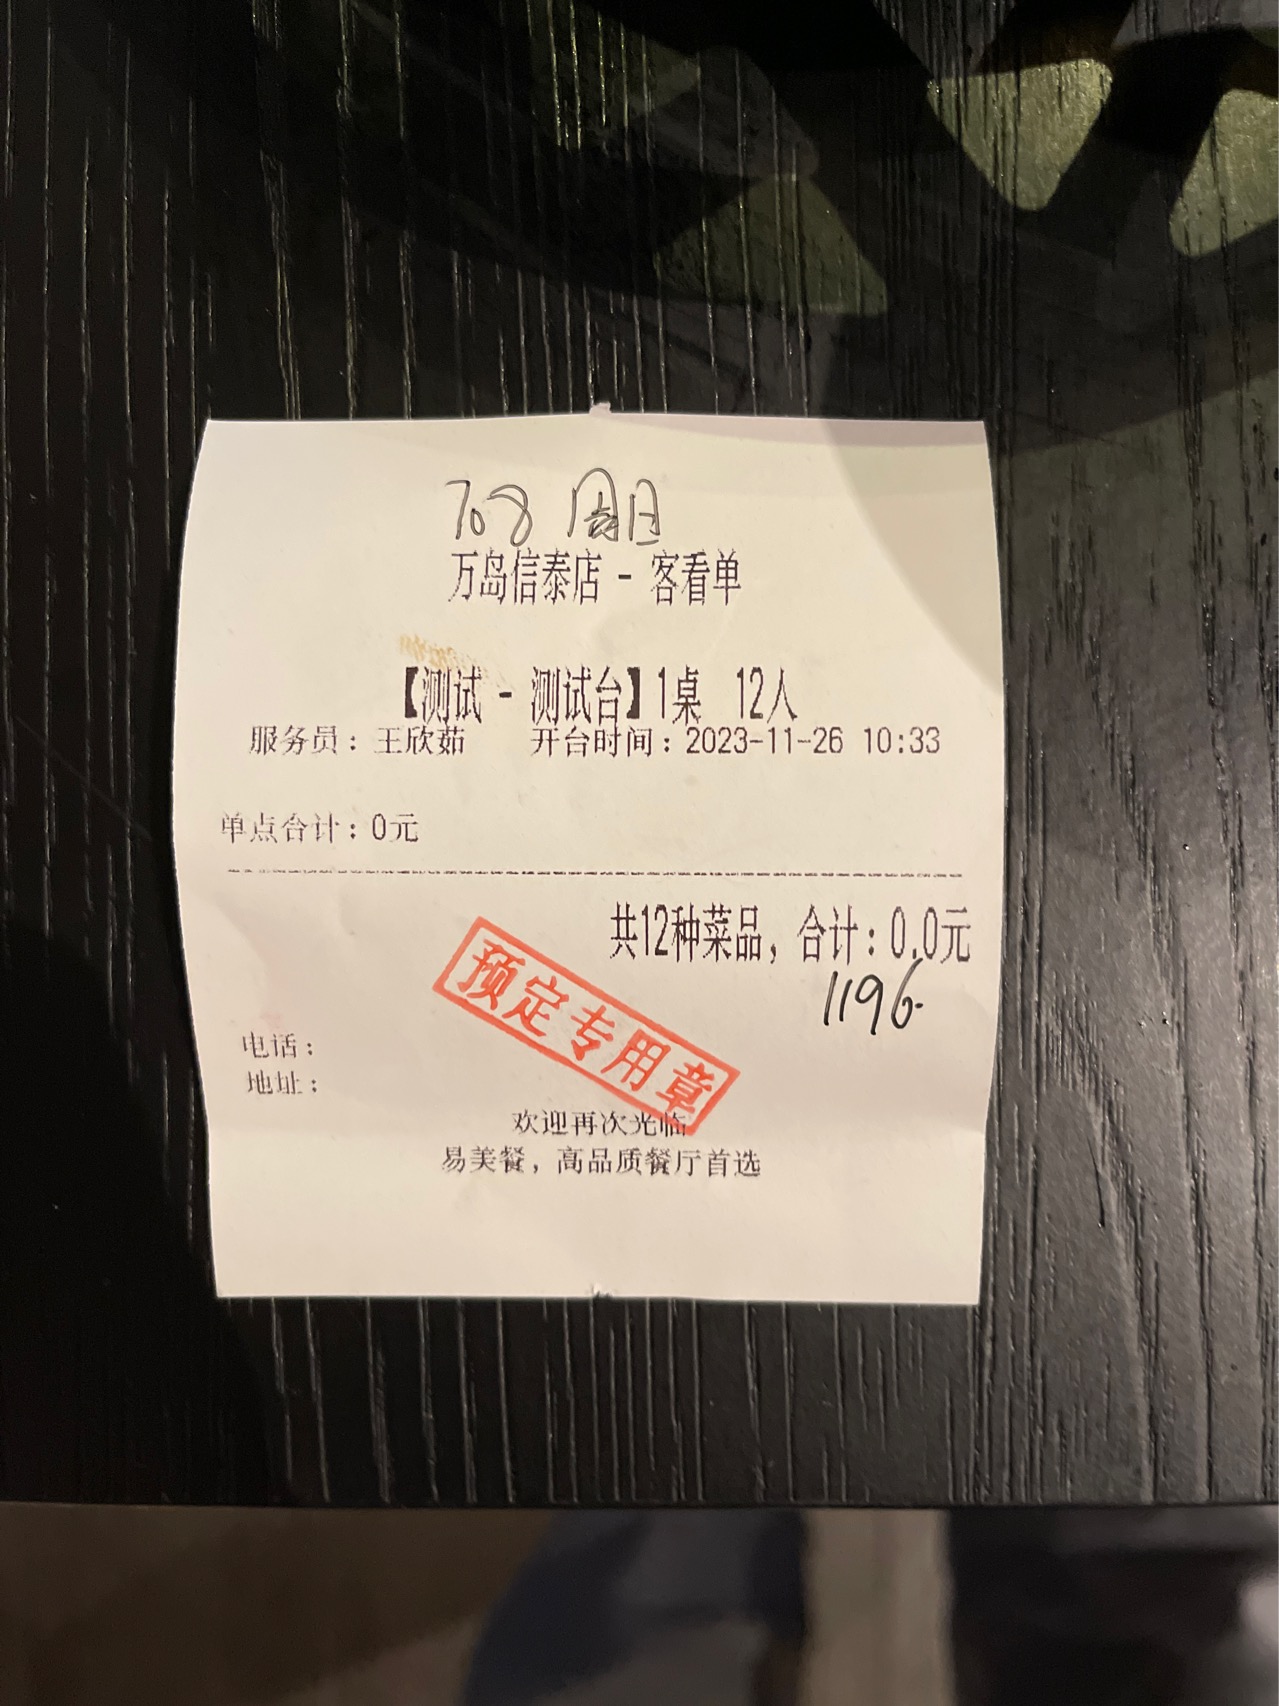 708 周日
万岛信泰店 - 客看单
【测试 - 测试台】1桌 12人
服务员：王欣茹 开台时间：2023-11-26 10:33
单点合计：0元
共12种菜品，合计：0.0元
1196.
预定专用章
电话：
地址：
欢迎再次光临
易美餐，高品质餐厅首选